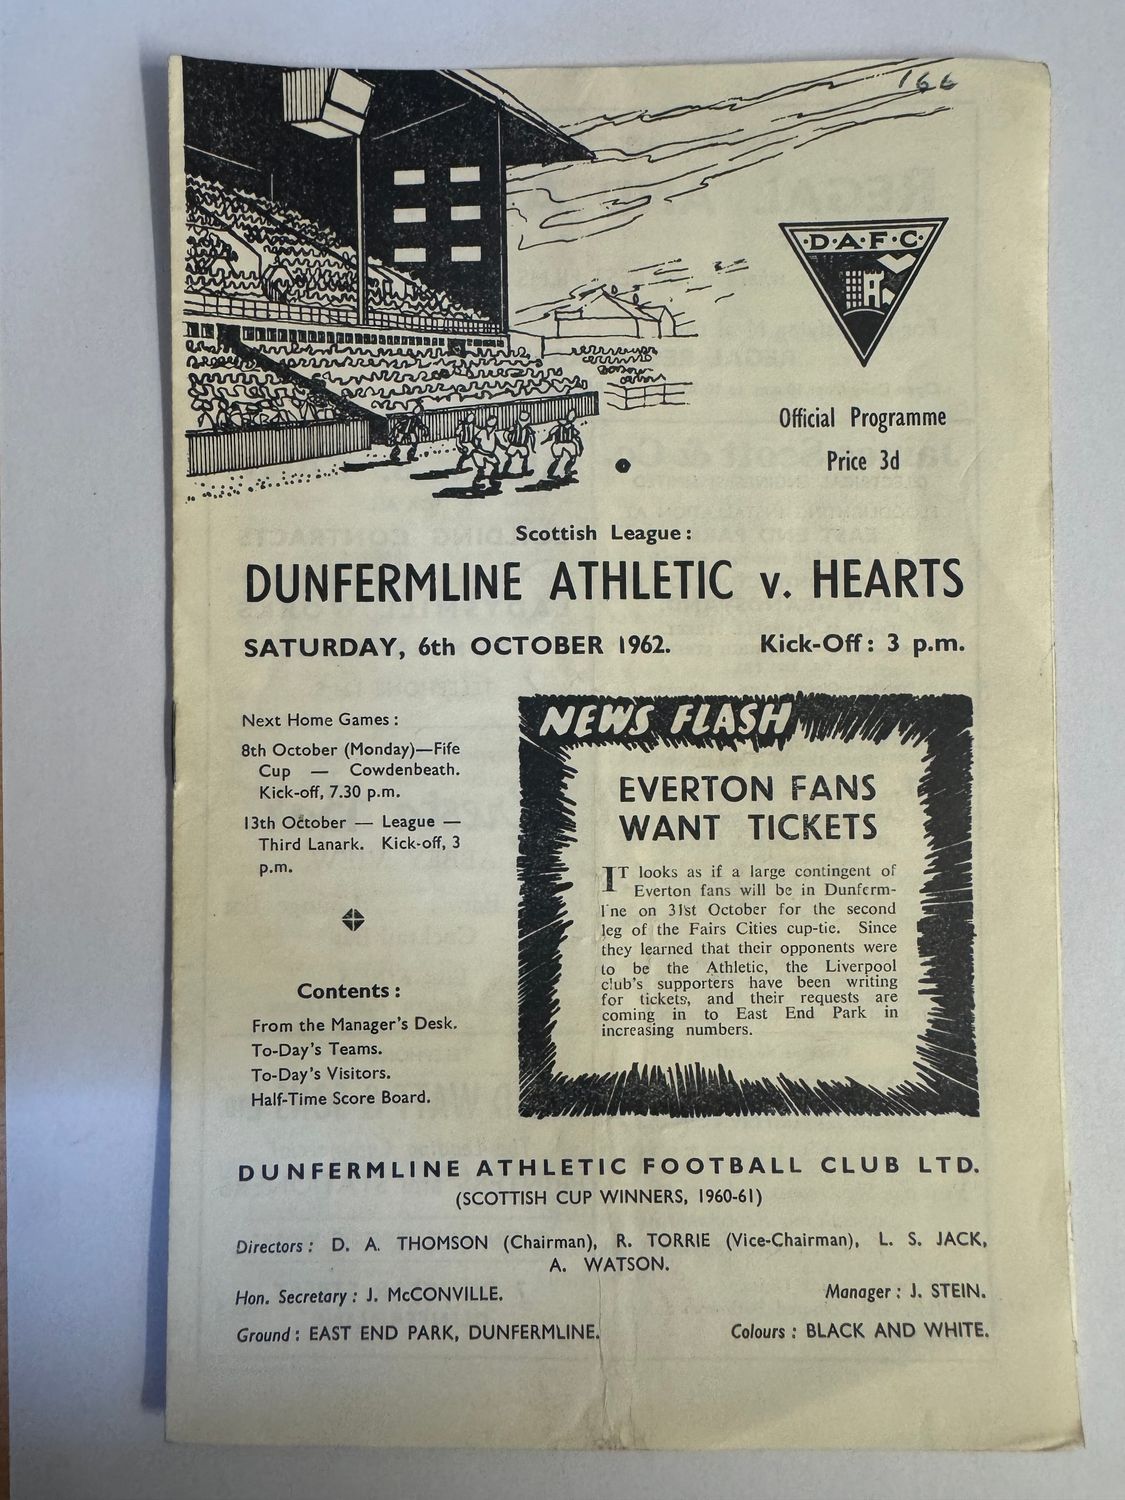 166
D·A·F·C·
Official Programme
Price 3d
Scottish League:
DUNFERMLINE ATHLETIC v. HEARTS
SATURDAY, 6th OCTOBER 1962. Kick-Off: 3 p.m.
Next Home Games:
8th October (Monday)—Fife
Cup — Cowdenbeath.
Kick-off, 7.30 p.m.
13th October — League —
Third Lanark. Kick-off, 3
p.m.
Contents:
From the Manager's Desk.
To-Day's Teams.
To-Day's Visitors.
Half-Time Score Board.
NEWS FLASH
EVERTON FANS
WANT TICKETS
IT looks as if a large contingent of
Everton fans will be in Dunferm-
line on 31st October for the second
leg of the Fairs Cities cup-tie. Since
they learned that their opponents were
to be the Athletic, the Liverpool
club's supporters have been writing
for tickets, and their requests are
coming in to East End Park in
increasing numbers.
DUNFERMLINE ATHLETIC FOOTBALL CLUB LTD.
(SCOTTISH CUP WINNERS, 1960-61)
Directors: D. A. THOMSON (Chairman), R. TORRIE (Vice-Chairman), L. S. JACK,
A. WATSON.
Hon. Secretary: J. McCONVILLE. Manager: J. STEIN.
Ground: EAST END PARK, DUNFERMLINE. Colours: BLACK AND WHITE.